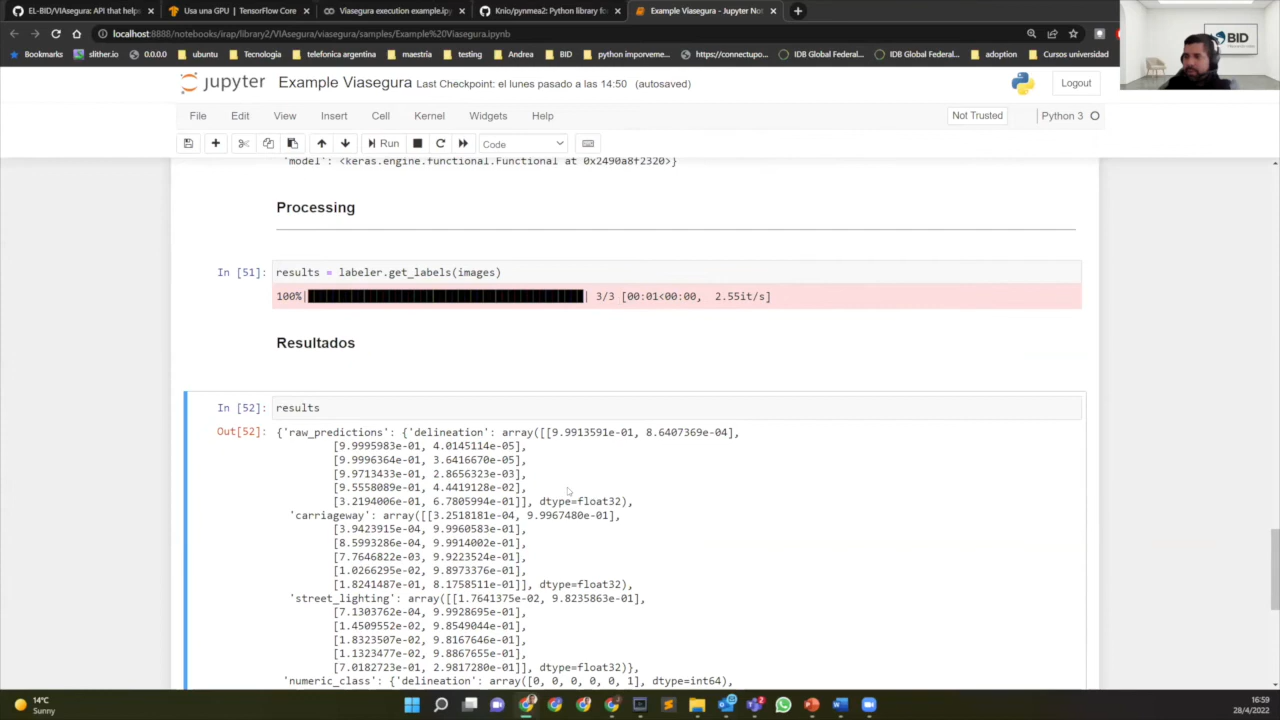 EL-BID/VIAsegura: API that help
Usa una GPU | TensorFlow Core
Viasegura execution example.ip
Knio/pynmea2: Python library fo
Example Viasegura - Jupyter Not
localhost:8888/notebooks/irap/library2/VIAsegura/viasegura/samples/Example%20Viasegura.ipynb
Bookmarks
slither.io
0.0.0.0
ubuntu
Tecnologia
telefonica argentina
maestria
testing
Andrea
BID
python imporveme...
https://connectupo...
IDB Global Federal...
IDB Global Federal...
adoption
Cursos universidad
BID
jupyter Example Viasegura Last Checkpoint: el lunes pasado a las 14:50 (autosaved)
Logout
File Edit View Insert Cell Kernel Widgets Help
Not Trusted
Python 3
Run
Code
'model': <keras.engine.functional.Functional at 0x2490a8f2320>}
Processing
In [51]: results = labeler.get_labels(images)
100%| | 3/3 [00:01<00:00, 2.55it/s]
Resultados
In [52]: results
Out[52]: {'raw_predictions': {'delineation': array([[9.9913591e-01, 8.6407369e-04],
[9.9995983e-01, 4.0145114e-05],
[9.9996364e-01, 3.6416670e-05],
[9.9713433e-01, 2.8656323e-03],
[9.5558089e-01, 4.4419128e-02],
[3.2194006e-01, 6.7805994e-01]], dtype=float32),
'carriageway': array([[3.2518181e-04, 9.9967480e-01],
[3.9423915e-04, 9.9960583e-01],
[8.5993286e-04, 9.9914002e-01],
[7.7646822e-03, 9.9223524e-01],
[1.0266295e-02, 9.8973376e-01],
[1.8241487e-01, 8.1758511e-01]], dtype=float32),
'street_lighting': array([[1.7641375e-02, 9.8235863e-01],
[7.1303762e-04, 9.9928695e-01],
[1.4509552e-02, 9.8549044e-01],
[1.8323507e-02, 9.8167646e-01],
[1.1323477e-02, 9.8867655e-01],
[7.0182723e-01, 2.9817280e-01]], dtype=float32)},
'numeric_class': {'delineation': array([0, 0, 0, 0, 0, 1], dtype=int64),
14°C
Sunny
16:59
28/4/2022